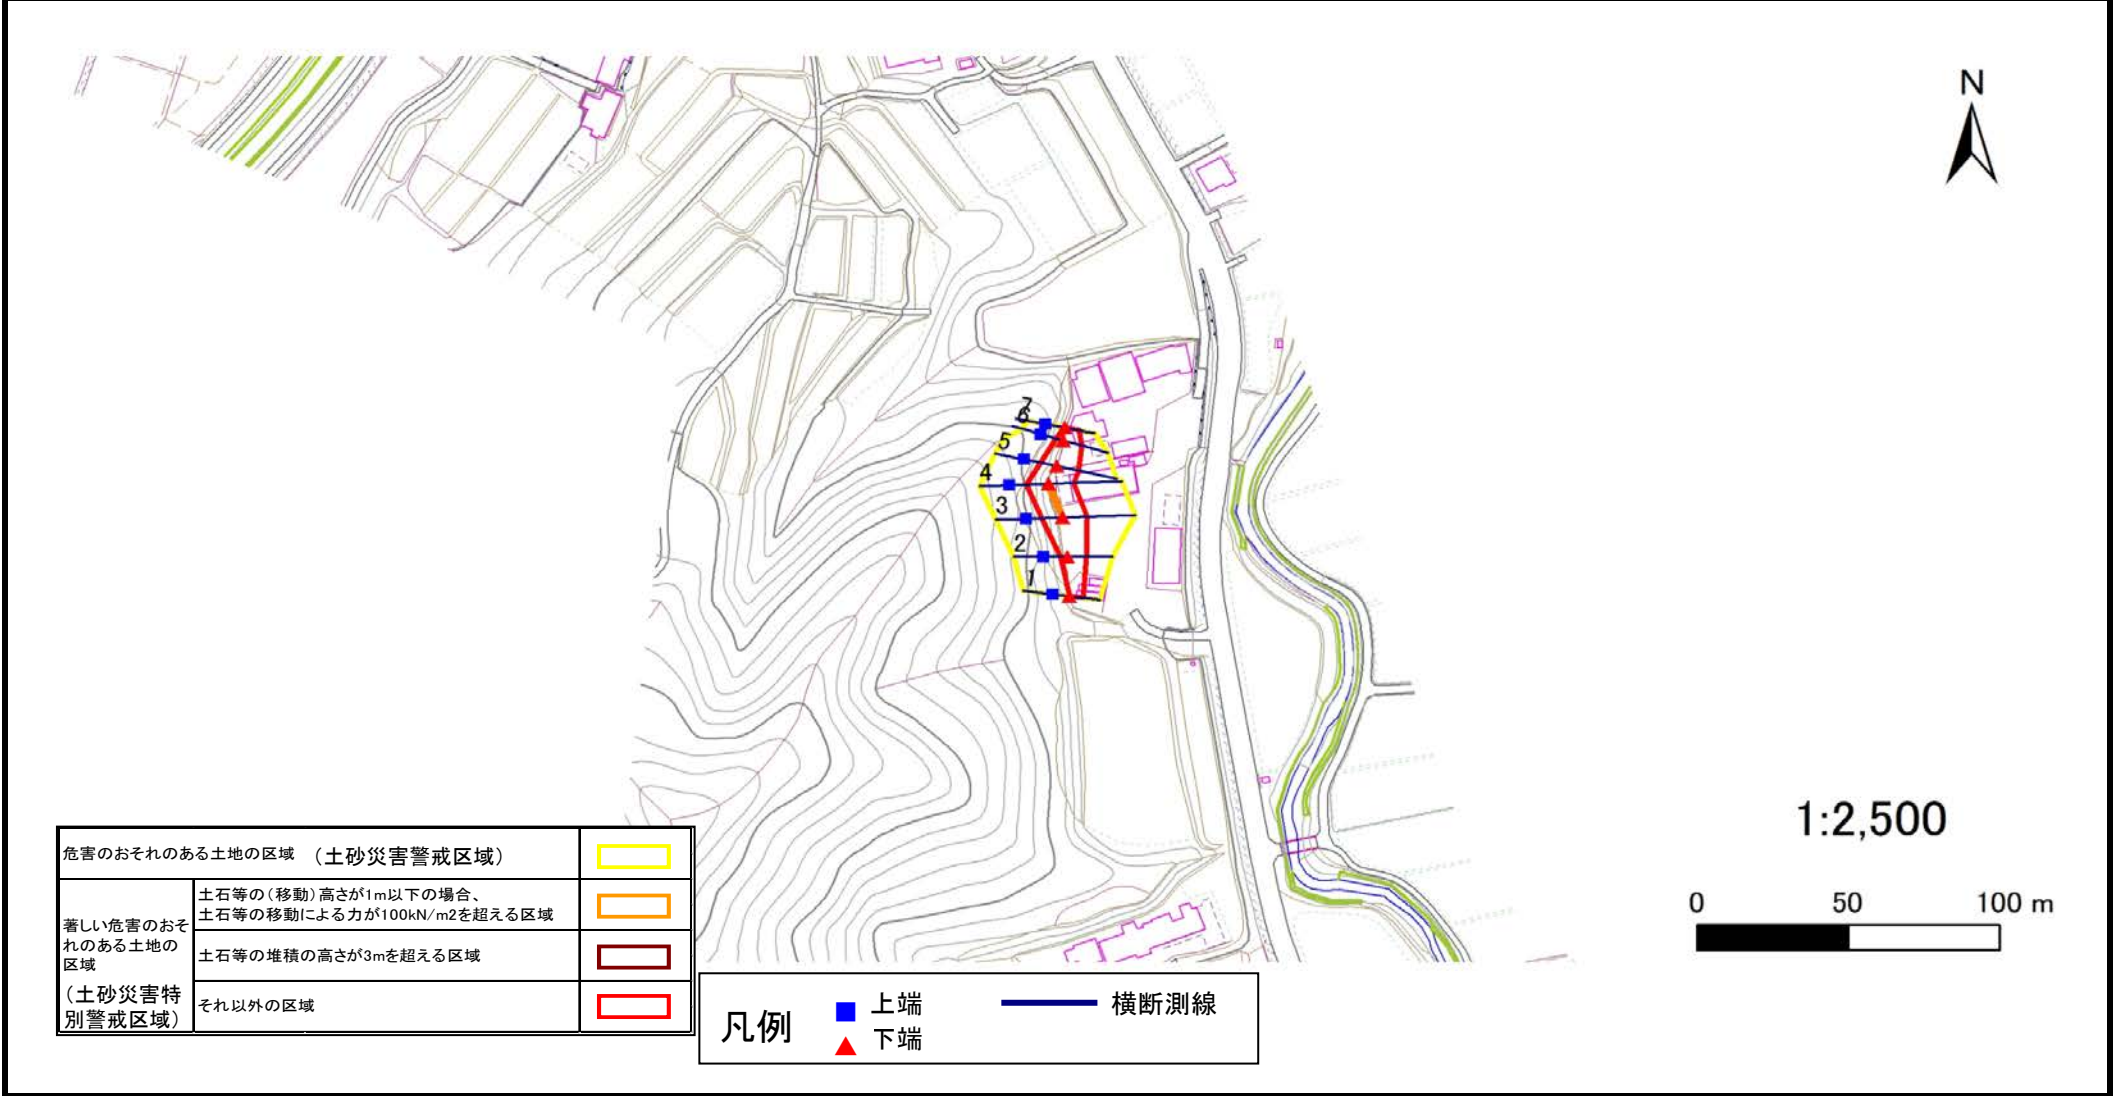 N
7
6
5
4
3
2
1
1:2,500
0 50 100 m
危害のおそれのある土地の区域 (土砂災害警戒区域)
著しい危害のおそ
れのある土地の
区域
(土砂災害特
別警戒区域)
土石等の(移動)高さが1m以下の場合、
土石等の移動による力が100kN/m2を超える区域
土石等の堆積の高さが3mを超える区域
それ以外の区域
凡例
上端
下端
横断測線